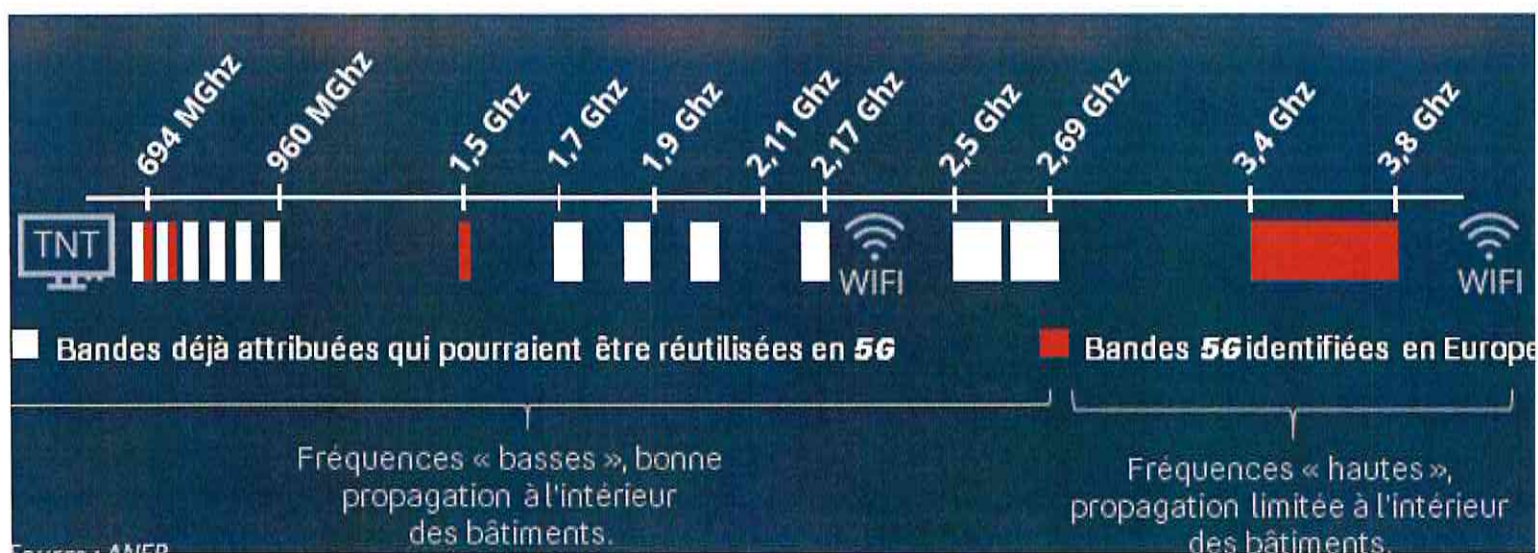 694 MGhz
960 MGhz
1,5 Ghz
1,7 Ghz
1,9 Ghz
2,11 Ghz
2,17 Ghz
2,5 Ghz
2,69 Ghz
3,4 Ghz
3,8 Ghz
TNT
WIFI
WIFI
Bandes déjà attribuées qui pourraient être réutilisées en 5G
Bandes 5G identifiées en Europe
Fréquences « basses », bonne
propagation à l'intérieur
des bâtiments.
Fréquences « hautes »,
propagation limitée à l'intérieur
des bâtiments.
Source : ANFR